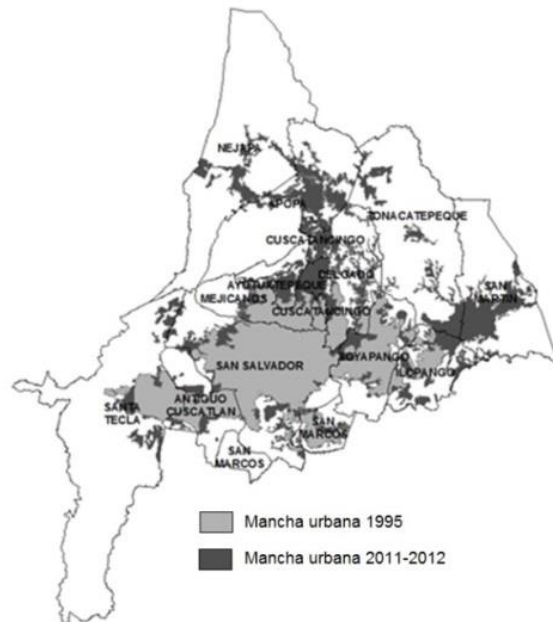 NEJAPA
APOPA
TONACATEPEQUE
CUSCATANCINGO
DELGADO
AYUTUXTEPEQUE
MEJICANOS
SAN
MARTIN
CUSCATANCINGO
SOYAPANGO
ILOPANGO
SAN SALVADOR
ANTIGUO
CUSCATLAN
SANTA
TECLA
SAN
MARCOS
SAN
MARCOS
Mancha urbana 1995
Mancha urbana 2011-2012